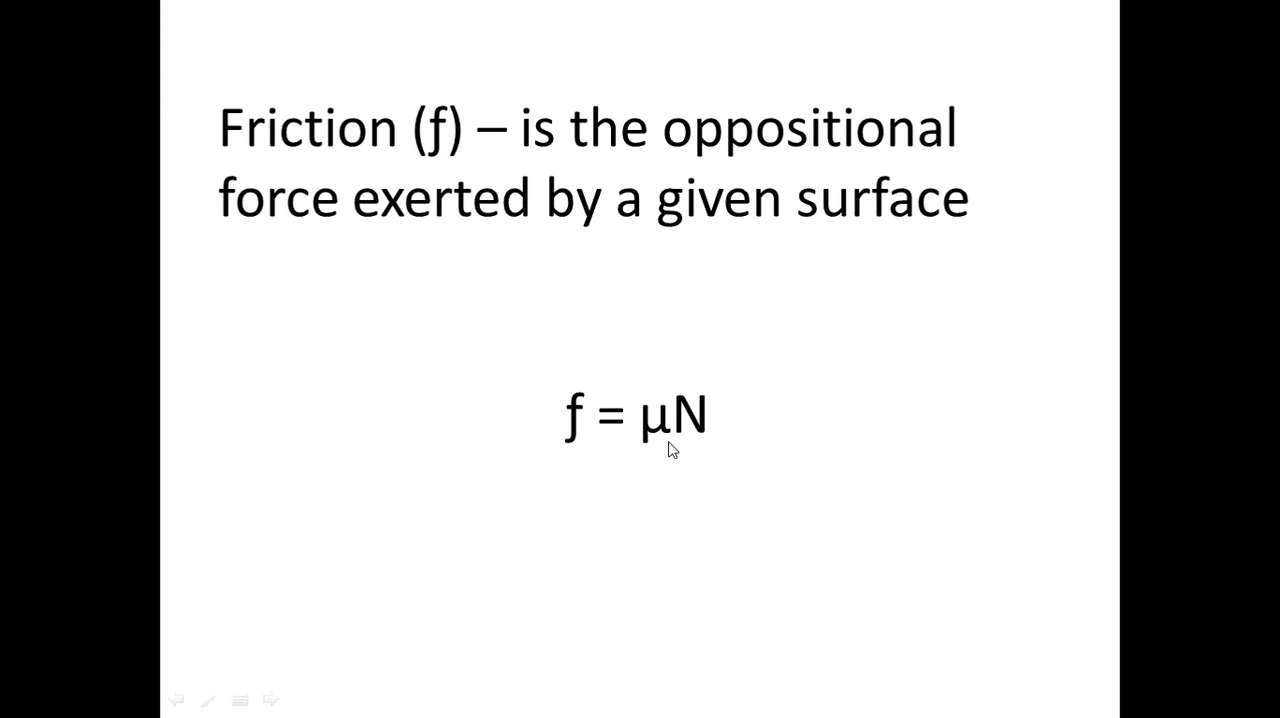 Friction (ƒ) – is the oppositional
force exerted by a given surface
ƒ = µN